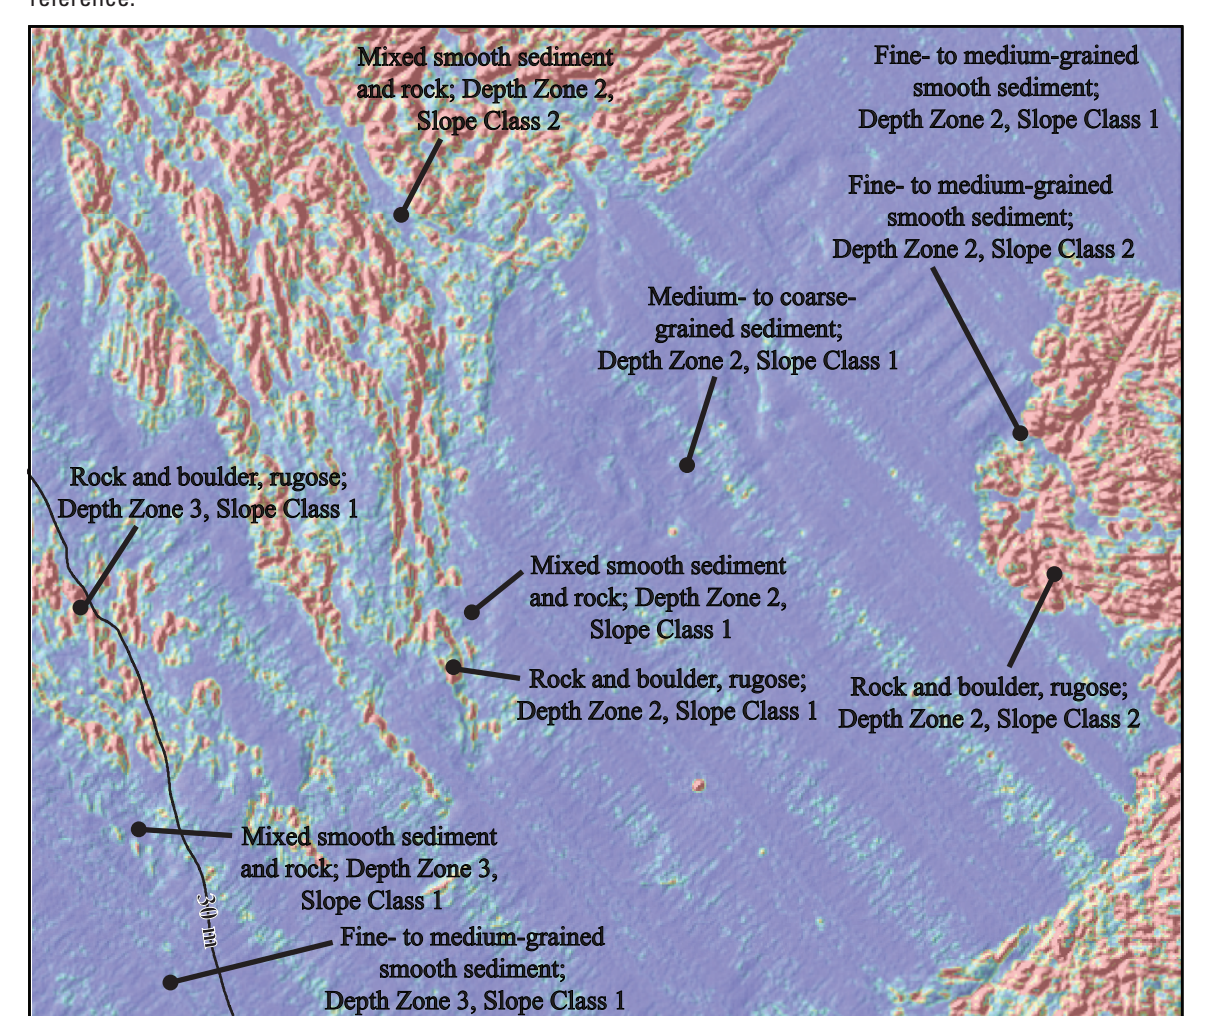 reference.
Mixed smooth sediment
and rock; Depth Zone 2,
Slope Class 2
Fine- to medium-grained
smooth sediment;
Depth Zone 2, Slope Class 1
Fine- to medium-grained
smooth sediment;
Depth Zone 2, Slope Class 2
Medium- to coarse-
grained sediment;
Depth Zone 2, Slope Class 1
Rock and boulder, rugose;
Depth Zone 3, Slope Class 1
Mixed smooth sediment
and rock; Depth Zone 2,
Slope Class 1
Rock and boulder, rugose;
Depth Zone 2, Slope Class 1
Rock and boulder, rugose;
Depth Zone 2, Slope Class 2
Mixed smooth sediment
and rock; Depth Zone 3,
Slope Class 1
30 m
Fine- to medium-grained
smooth sediment;
Depth Zone 3, Slope Class 1